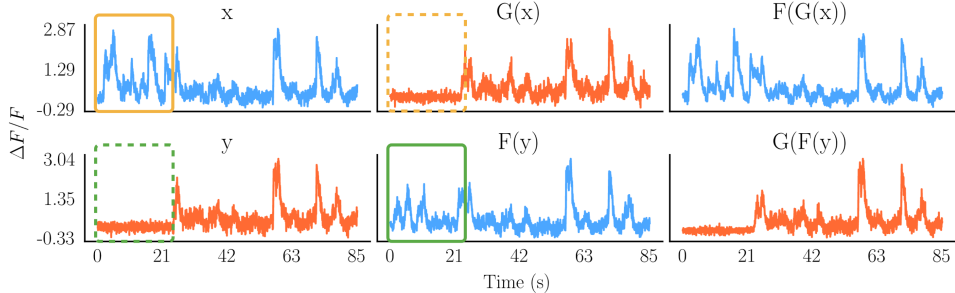 x G(x) F(G(x))
2.87
1.29
-0.29
ΔF/F
y F(y) G(F(y))
3.04
1.35
-0.33
0 21 42 63 85 0 21 42 63 85 0 21 42 63 85
Time (s)